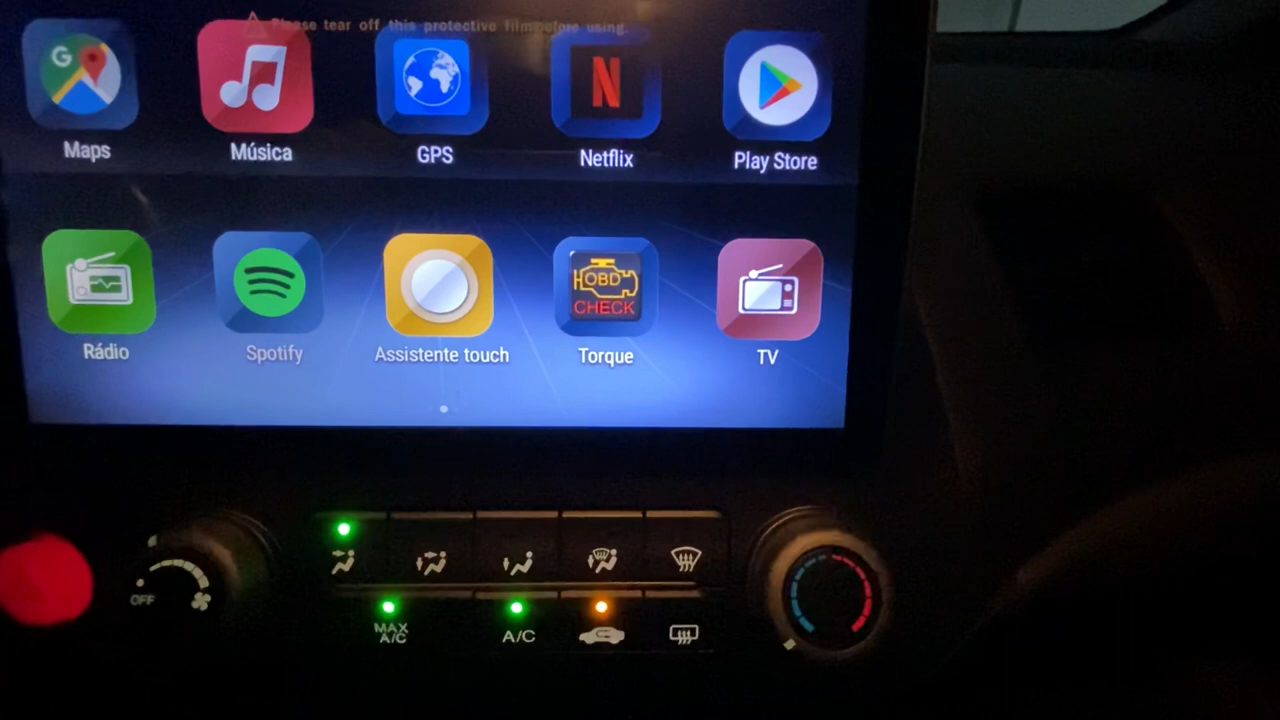 Please tear off this protective film before using.
G
Maps
Música
GPS
N
Netflix
Play Store
Rádio
Spotify
Assistente touch
OBD
CHECK
Torque
TV
OFF
MAX
A/C
A/C